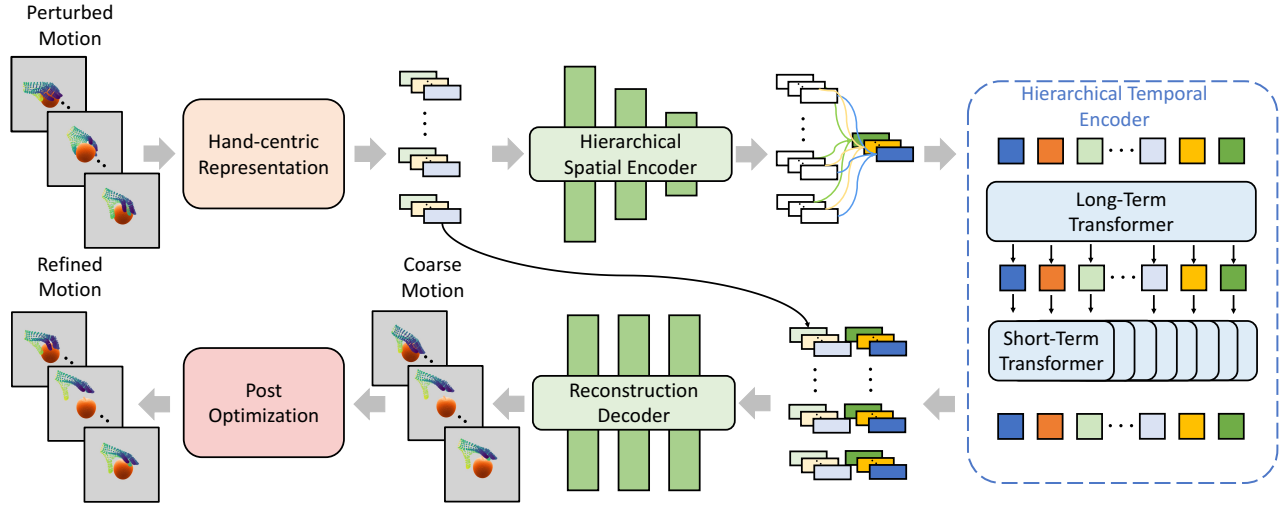 Perturbed
Motion
Hand-centric
Representation
Hierarchical
Spatial Encoder
Hierarchical Temporal
Encoder
Long-Term
Transformer
Short-Term
Transformer
Refined
Motion
Post
Optimization
Coarse
Motion
Reconstruction
Decoder